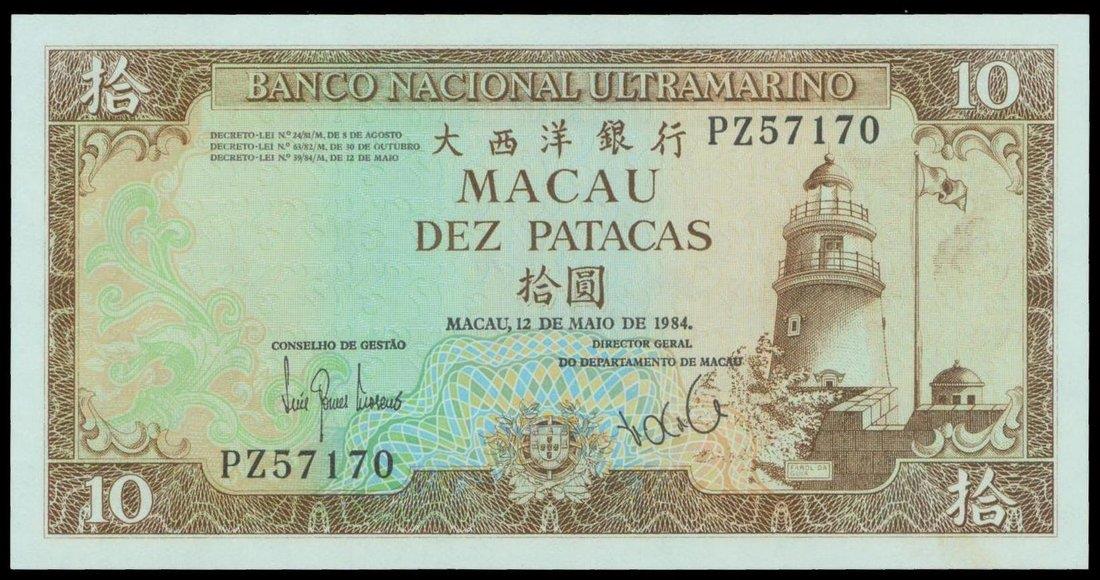 拾
BANCO NACIONAL ULTRAMARINO
10
DECRETO-LEI N.º 24/81/M, DE 8 DE AGOSTO
DECRETO-LEI N.º 63/82/M, DE 30 DE OUTUBRO
DECRETO-LEI N.º 39/84/M, DE 12 DE MAIO
大西洋銀行
PZ57170
MACAU
DEZ PATACAS
拾圓
MACAU, 12 DE MAIO DE 1984.
CONSELHO DE GESTÃO
DIRECTOR GERAL
DO DEPARTAMENTO DE MACAU
PZ57170
FAROL DA
10
拾